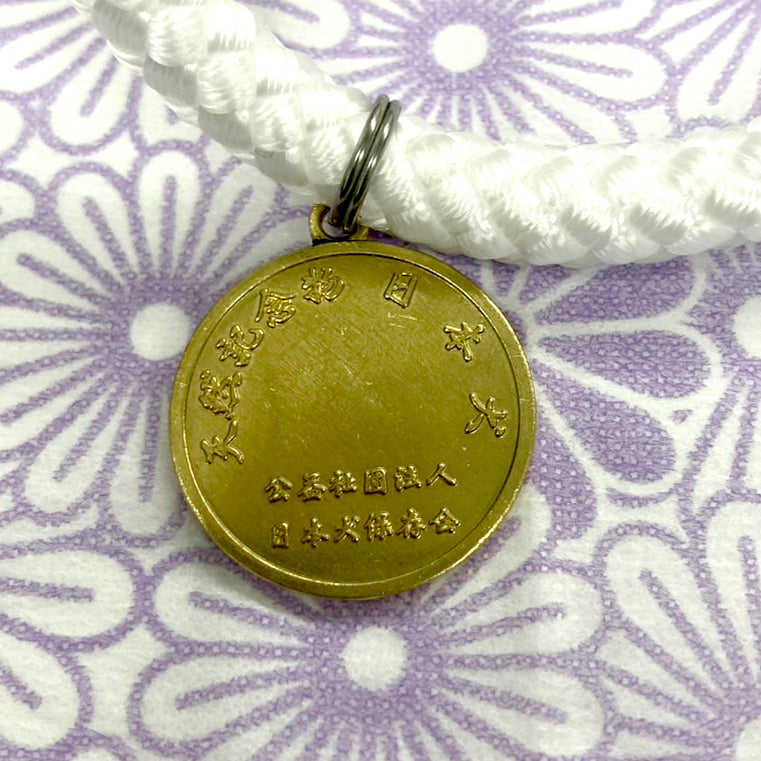 天然記念物 日本犬
公益社団法人
日本犬保存会